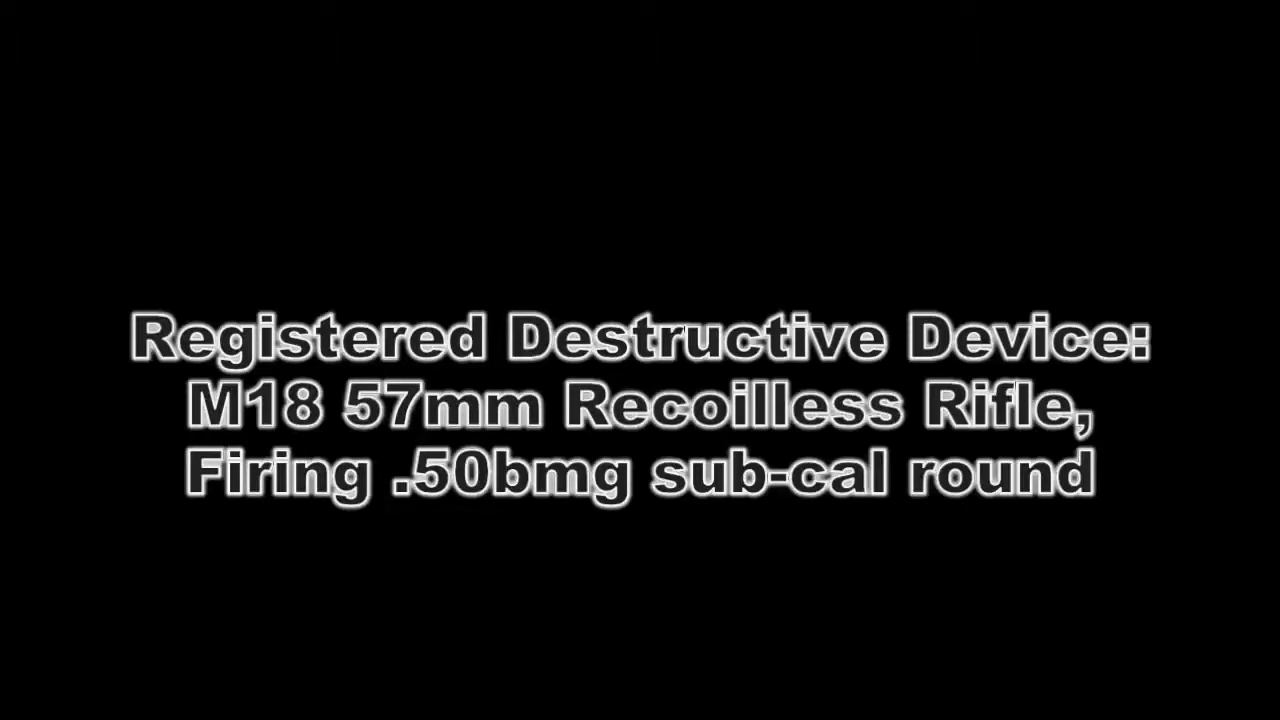 Registered Destructive Device:
M18 57mm Recoilless Rifle,
Firing .50bmg sub-cal round